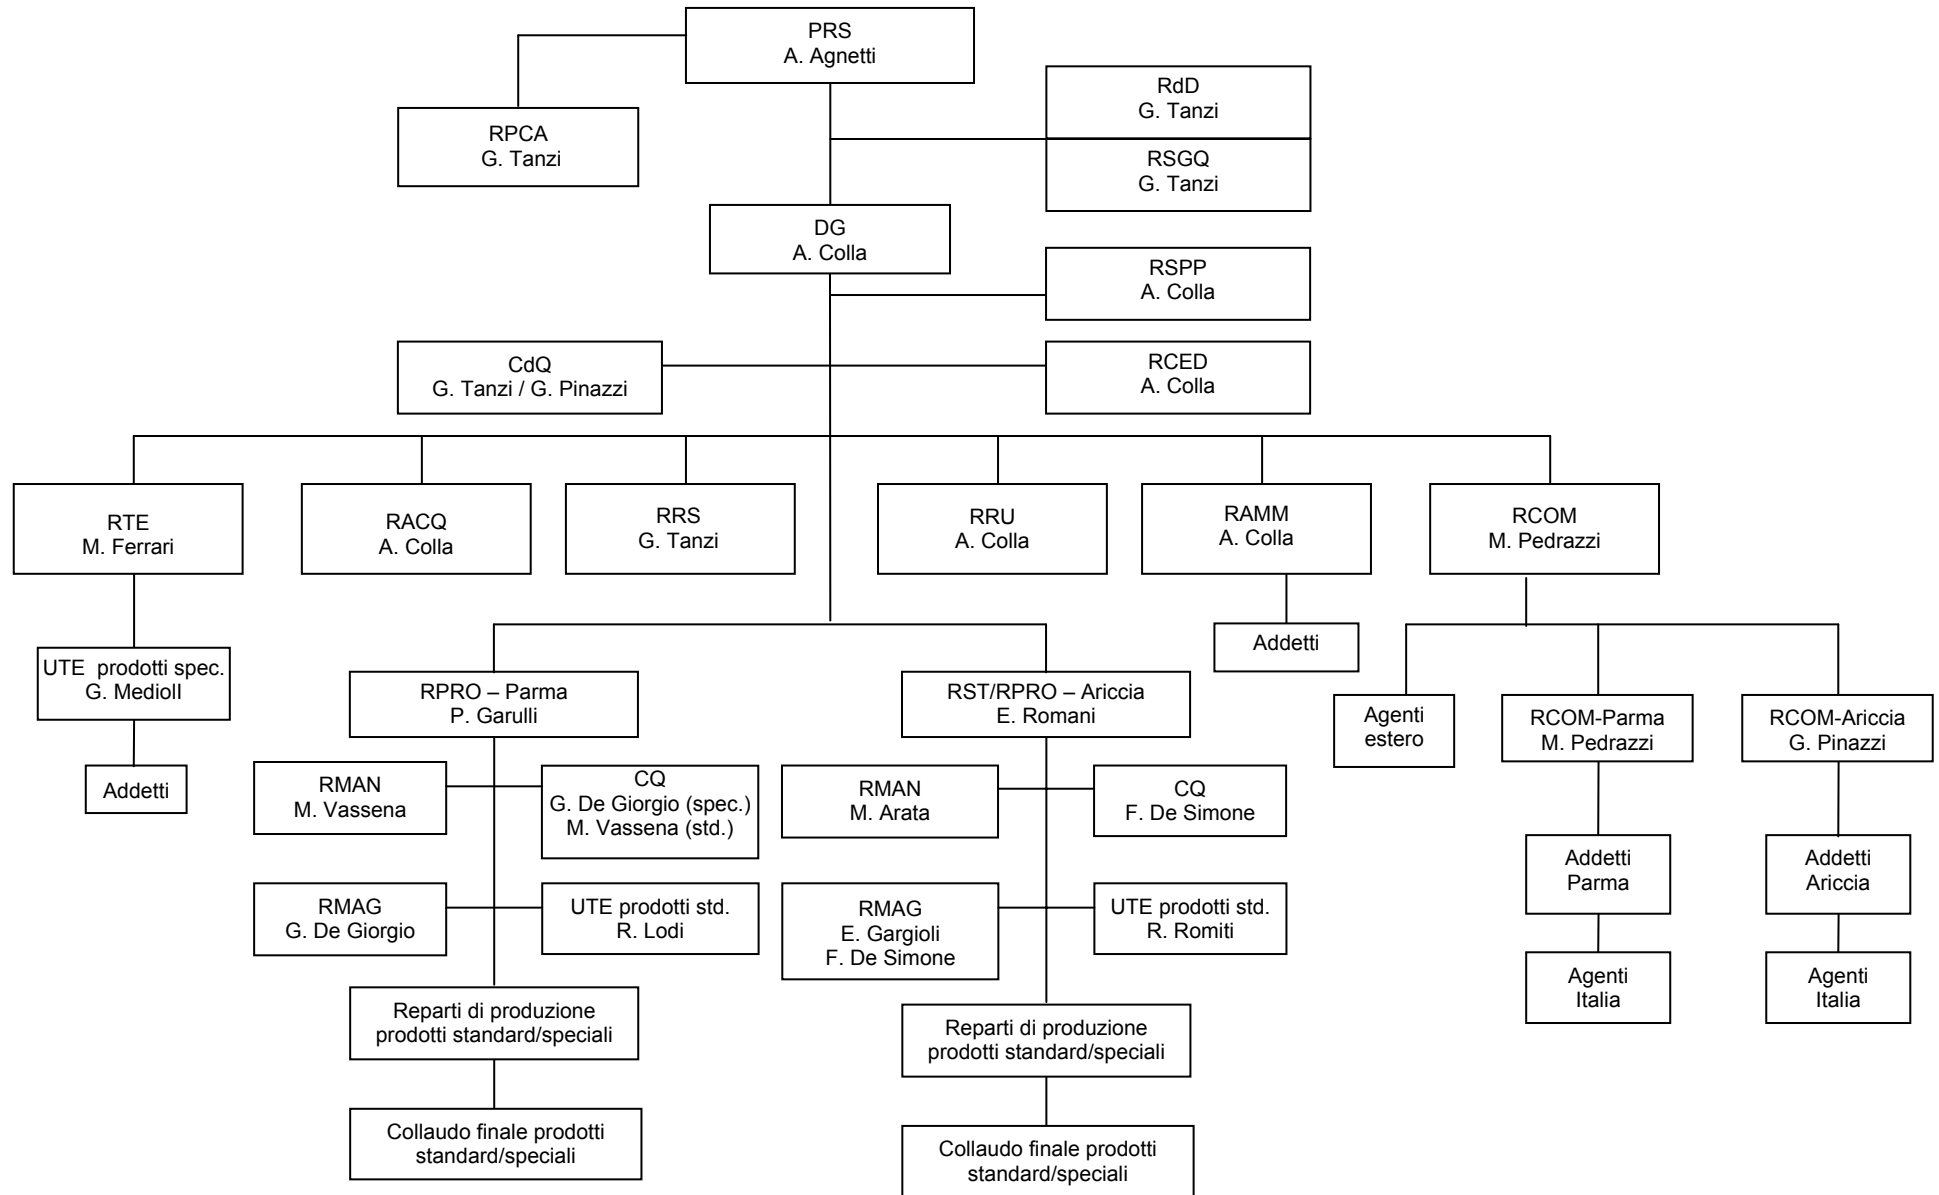 PRS
A. Agnetti
RPCA
G. Tanzi
RdD
G. Tanzi
RSGQ
G. Tanzi
DG
A. Colla
RSPP
A. Colla
CdQ
G. Tanzi / G. Pinazzi
RCED
A. Colla
RTE
M. Ferrari
RACQ
A. Colla
RRS
G. Tanzi
RRU
A. Colla
RAMM
A. Colla
RCOM
M. Pedrazzi
UTE prodotti spec.
G. MediolI
Addetti
Addetti
RPRO – Parma
P. Garulli
RST/RPRO – Ariccia
E. Romani
Agenti
estero
RCOM-Parma
M. Pedrazzi
RCOM-Ariccia
G. Pinazzi
RMAN
M. Vassena
CQ
G. De Giorgio (spec.)
M. Vassena (std.)
RMAN
M. Arata
CQ
F. De Simone
Addetti
Parma
Addetti
Ariccia
RMAG
G. De Giorgio
UTE prodotti std.
R. Lodi
RMAG
E. Gargioli
F. De Simone
UTE prodotti std.
R. Romiti
Agenti
Italia
Agenti
Italia
Reparti di produzione
prodotti standard/speciali
Reparti di produzione
prodotti standard/speciali
Collaudo finale prodotti
standard/speciali
Collaudo finale prodotti
standard/speciali